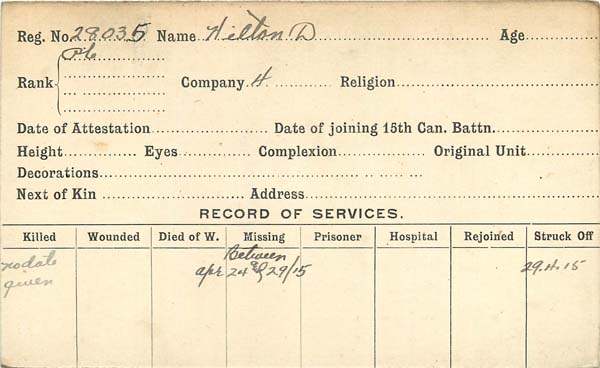 Reg. No. 29035 Name Hilton D Age
Pte
Rank Company H. Religion
Date of Attestation Date of joining 15th Can. Battn.
Height Eyes Complexion Original Unit
Decorations
Next of Kin Address
RECORD OF SERVICES.
Killed Wounded Died of W. Missing Prisoner Hospital Rejoined Struck Off
no date given
Between
apr 24 & 29/15
29.4.15